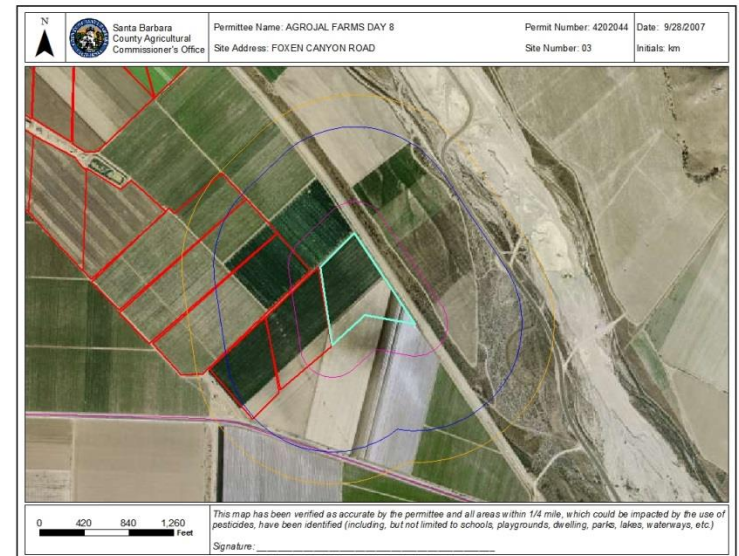 N
Santa Barbara
County Agricultural
Commissioner's Office
Permittee Name: AGROJAL FARMS DAY 8
Permit Number: 4202044
Date: 9/28/2007
Site Address: FOXEN CANYON ROAD
Site Number: 03
Initials: km
0 420 840 1,260
Feet
This map has been verified as accurate by the permittee and all areas within 1/4 mile, which could be impacted by the use of
pesticides, have been identified (including, but not limited to schools, playgrounds, dwelling, parks, lakes, waterways, etc.)
Signature: